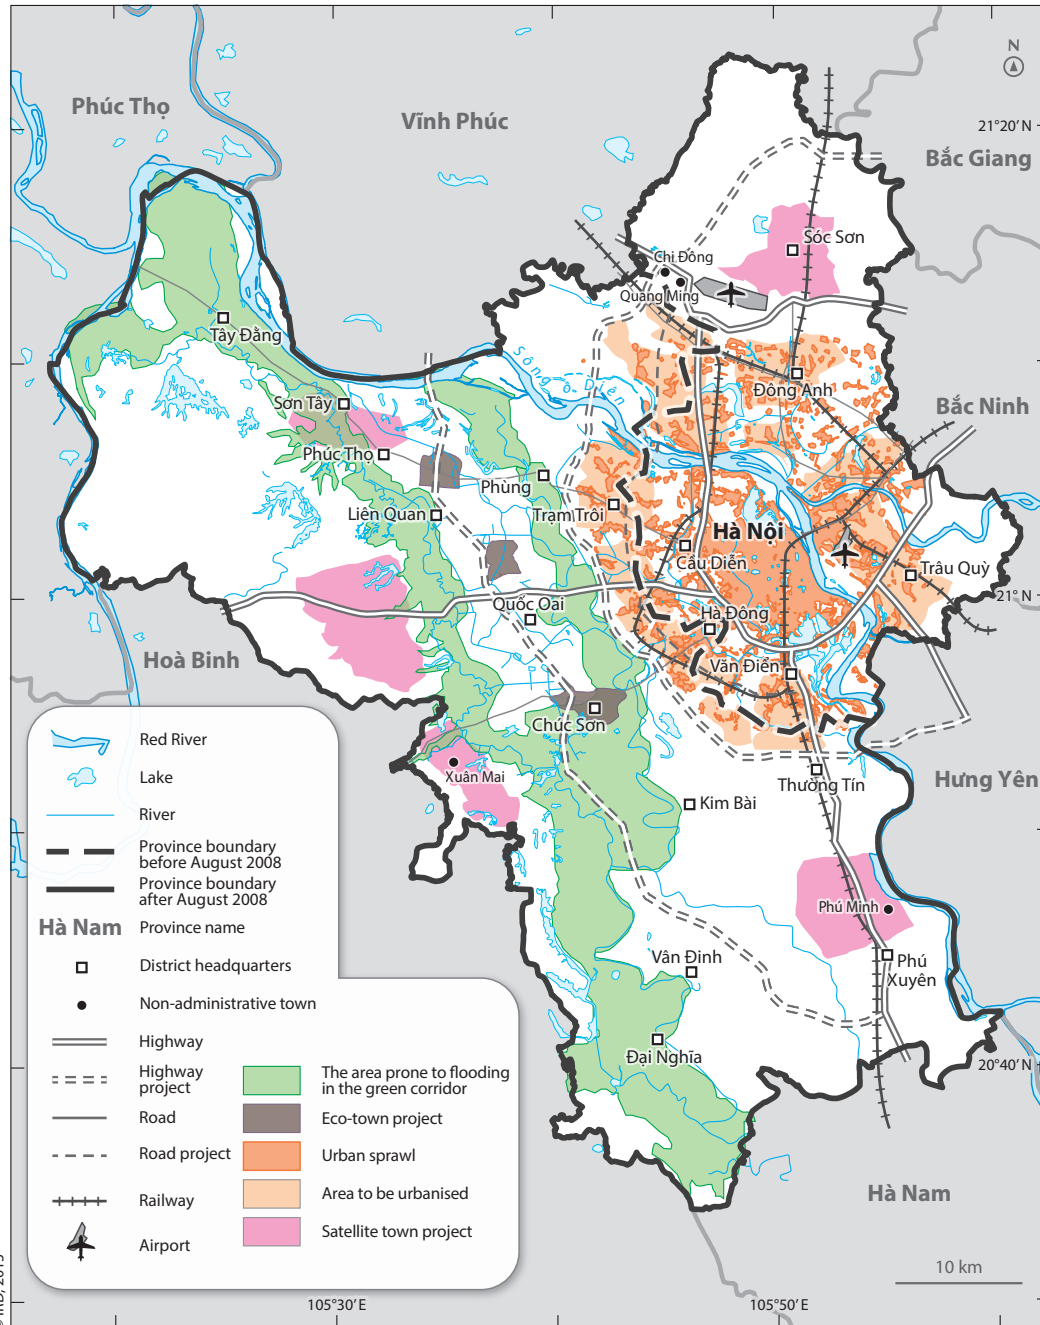 N
Phúc Thọ
Vĩnh Phúc
21°20' N
Bắc Giang
Sóc Sơn
Chi Đông
Quang Ming
Tây Đằng
Sông
Đông Anh
Sơn Tây
Bắc Ninh
Phúc Thọ
Phùng
Liên Quan
Trạm Trôi
Hà Nội
Cầu Diễn
Trâu Quỳ
21° N
Quốc Oai
Hà Đông
Hoà Binh
Văn Điển
Chúc Sơn
Xuân Mai
Thường Tín
Hưng Yên
Kim Bài
Phú Minh
Vân Đinh
Phú
Xuyên
Đại Nghĩa
20°40' N
Hà Nam
10 km
105°30' E
105°50' E
Red River
Lake
River
Province boundary
before August 2008
Province boundary
after August 2008
Hà Nam
Province name
District headquarters
Non-administrative town
Highway
Highway
project
Road
Road project
Railway
Airport
The area prone to flooding
in the green corridor
Eco-town project
Urban sprawl
Area to be urbanised
Satellite town project